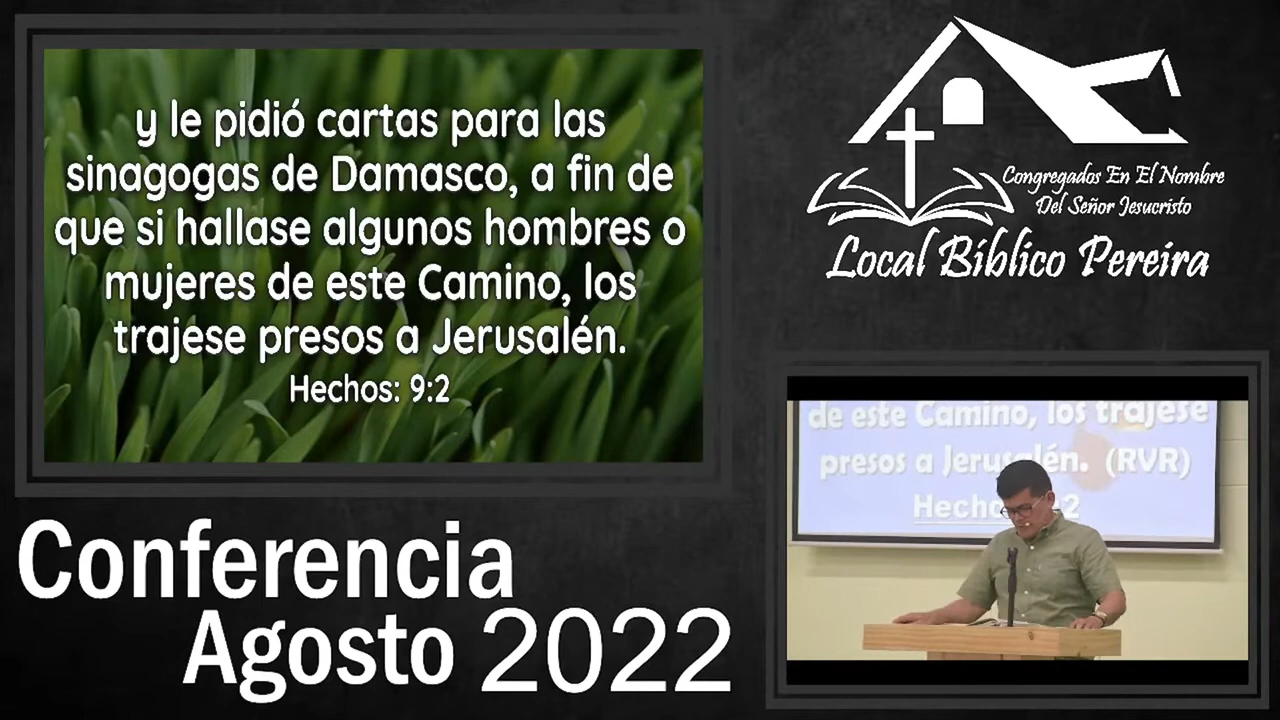 y le pidió cartas para las
sinagogas de Damasco, a fin de
que si hallase algunos hombres o
mujeres de este Camino, los
trajese presos a Jerusalén.
Hechos: 9:2
Congregados En El Nombre
Del Señor Jesucristo
Local Bíblico Pereira
de este Camino, los trajese
presos a Jerusalén. (RVR)
Conferencia
Agosto 2022